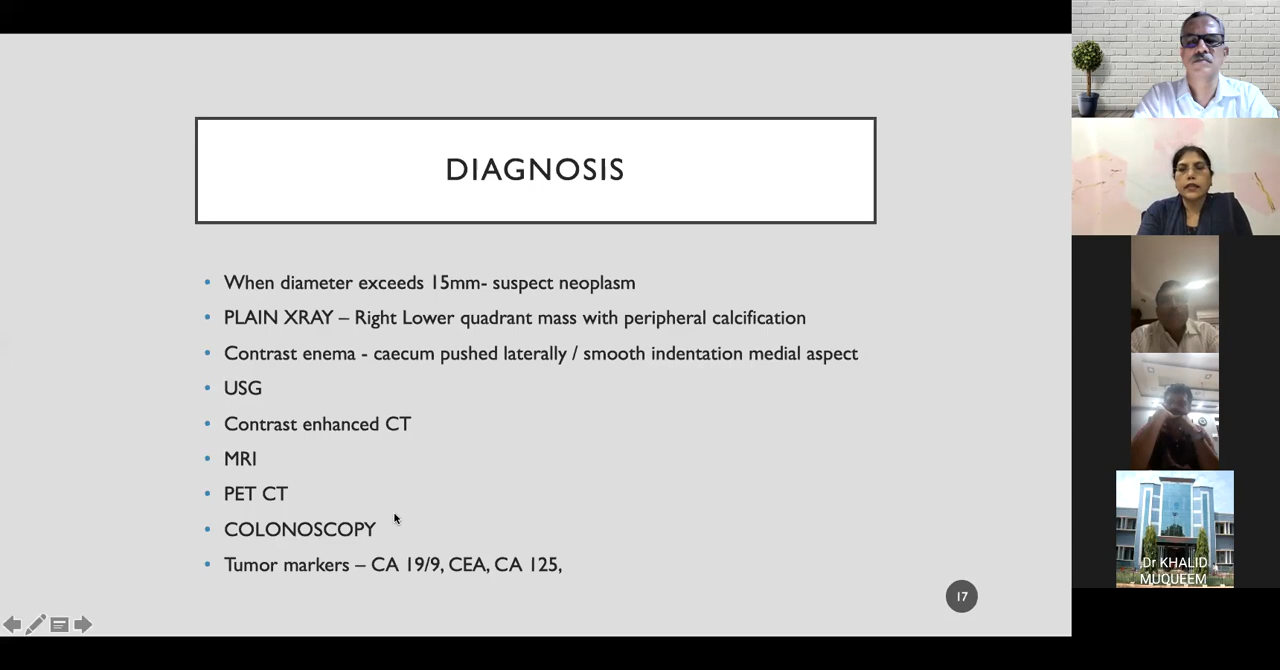 DIAGNOSIS
When diameter exceeds 15mm- suspect neoplasm
PLAIN XRAY – Right Lower quadrant mass with peripheral calcification
Contrast enema - caecum pushed laterally / smooth indentation medial aspect
USG
Contrast enhanced CT
MRI
PET CT
COLONOSCOPY
Tumor markers – CA 19/9, CEA, CA 125,
17
Dr KHALID
MUQUEEM